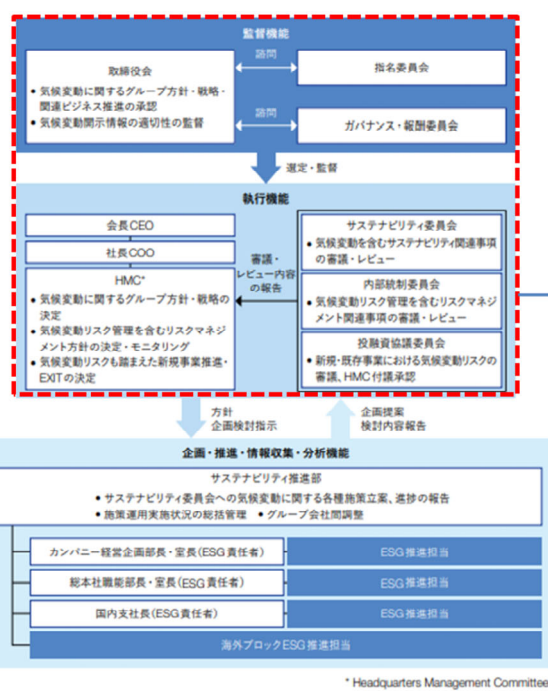 監督機能
取締役会
• 気候変動に関するグループ方針・戦略・
関連ビジネス推進の承認
• 気候変動開示情報の適切性の監督
諮問
指名委員会
諮問
ガバナンス・報酬委員会
選定・監督
執行機能
会長CEO
社長COO
HMC*
• 気候変動に関するグループ方針・戦略の
決定
• 気候変動リスク管理を含むリスクマネジ
メント方針の決定・モニタリング
• 気候変動リスクも踏まえた新規事業推進・
EXITの決定
審議・
レビュー内容
の報告
サステナビリティ委員会
• 気候変動を含むサステナビリティ関連事項
の審議・レビュー
内部統制委員会
• 気候変動リスク管理を含むリスクマネジ
メント関連事項の審議・レビュー
投融資協議委員会
• 新規・既存事業における気候変動リスクの
審議、HMC付議承認
方針
企画検討指示
企画提案
検討内容報告
企画・推進・情報収集・分析機能
サステナビリティ推進部
• サステナビリティ委員会への気候変動に関する各種施策立案、進捗の報告
• 施策運用実施状況の総括管理 • グループ会社間調整
カンパニー経営企画部長・室長(ESG責任者)
ESG推進担当
総本社職能部長・室長(ESG責任者)
ESG推進担当
国内支社長(ESG責任者)
ESG推進担当
海外ブロックESG推進担当
* Headquarters Management Committee